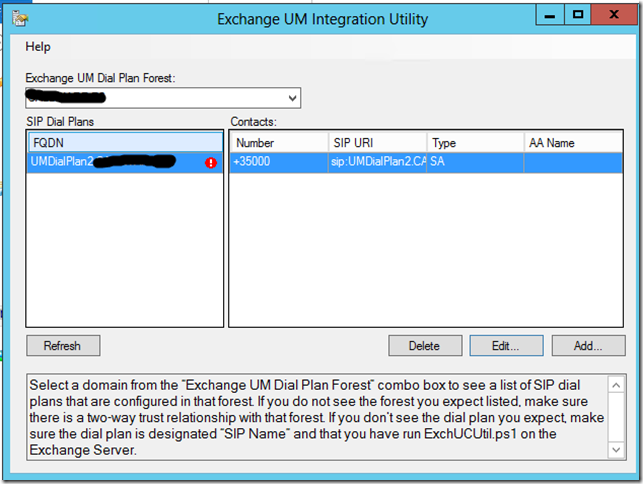 Exchange UM Integration Utility
Help
Exchange UM Dial Plan Forest:
SIP Dial Plans
Contacts:
FQDN
Number SIP URI Type AA Name
UMDialPlan2
+35000 sip:UMDialPlan2.CA SA
Refresh
Delete Edit... Add...
Select a domain from the "Exchange UM Dial Plan Forest" combo box to see a list of SIP dial
plans that are configured in that forest. If you do not see the forest you expect listed, make sure
there is a two-way trust relationship with that forest. If you don't see the dial plan you expect, make
sure the dial plan is designated "SIP Name" and that you have run ExchUCUtil.ps1 on the
Exchange Server.